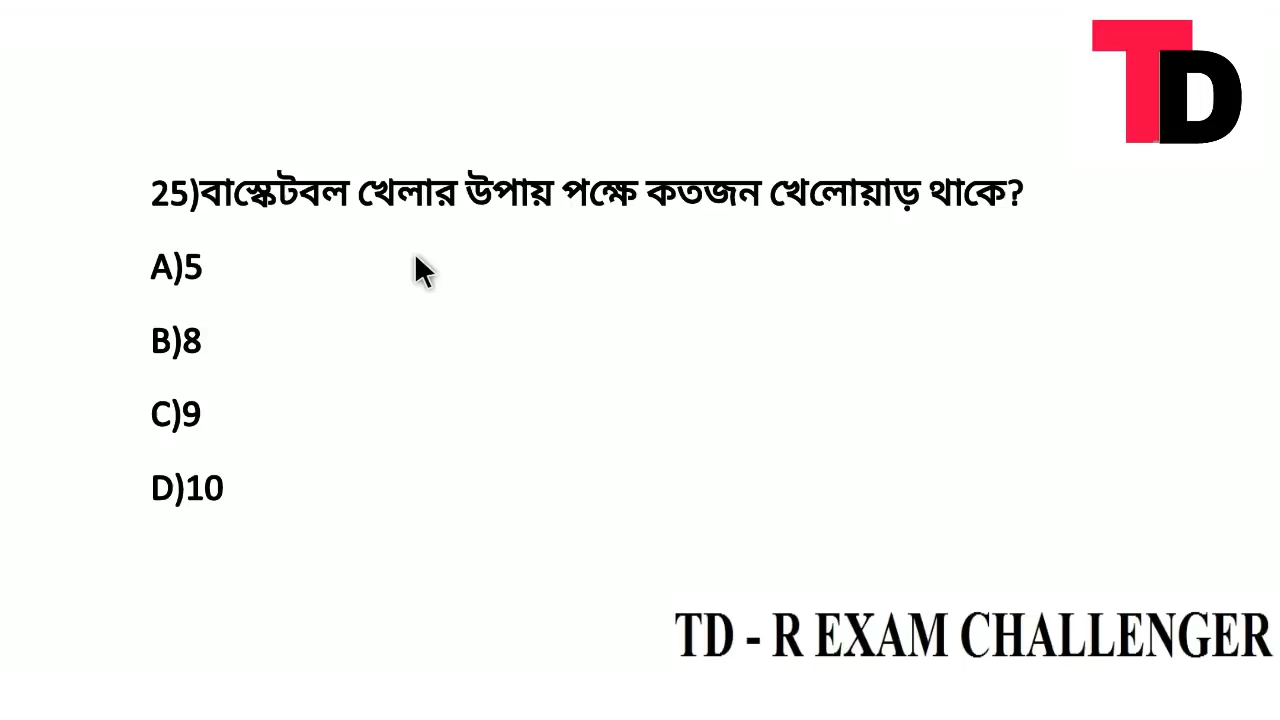 TD
25)বাস্কেটবল খেলার উপায় পক্ষে কতজন খেলোয়াড় থাকে?
A)5
B)8
C)9
D)10
TD - R EXAM CHALLENGER